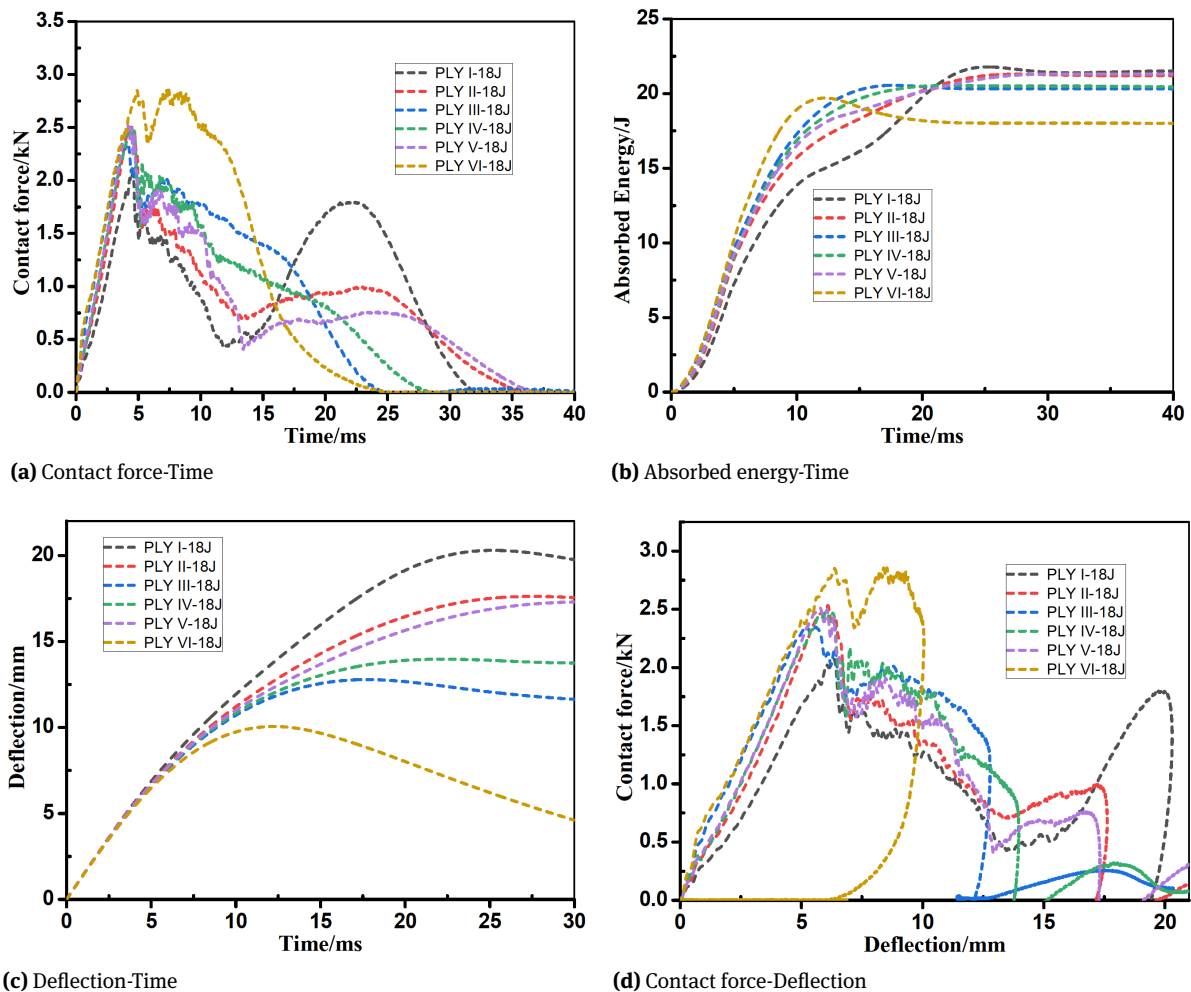 3.5
3.0
2.5
2.0
1.5
1.0
0.5
0.0
Contact force/kN
0 5 10 15 20 25 30 35 40
Time/ms
PLY I-18J
PLY II-18J
PLY III-18J
PLY IV-18J
PLY V-18J
PLY VI-18J
(a) Contact force-Time
25
20
15
10
5
0
Absorbed Energy/J
0 10 20 30 40
Time/ms
PLY I-18J
PLY II-18J
PLY III-18J
PLY IV-18J
PLY V-18J
PLY VI-18J
(b) Absorbed energy-Time
20
15
10
5
0
Deflection/mm
0 5 10 15 20 25 30
Time/ms
PLY I-18J
PLY II-18J
PLY III-18J
PLY IV-18J
PLY V-18J
PLY VI-18J
(c) Deflection-Time
3.0
2.5
2.0
1.5
1.0
0.5
0.0
Contact force/kN
0 5 10 15 20
Deflection/mm
PLY I-18J
PLY II-18J
PLY III-18J
PLY IV-18J
PLY V-18J
PLY VI-18J
(d) Contact force-Deflection